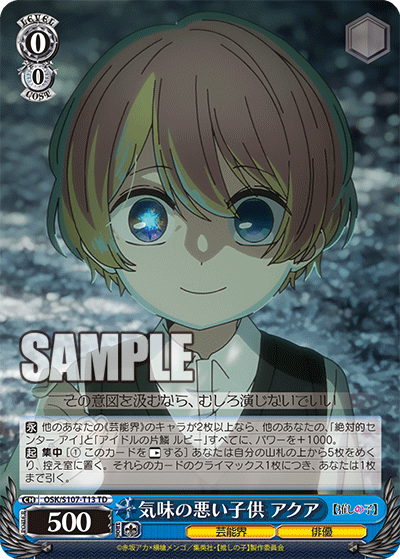 LEVEL
0
0
COST
SAMPLE
―その意図を汲むなら、むしろ演じないでいい
永 他のあなたの《芸能界》のキャラが2枚以上なら、他のあなたの、「絶対的センター アイ」と「アイドルの片鱗 ルビー」すべてに、パワーを+1000。
起 集中 [① このカードを する] あなたは自分の山札の上から5枚をめくり、控え室に置く。それらのカードのクライマックス1枚につき、あなたは1枚引く。
CH OSK/S107-T13 TD
500
気味の悪い子供 アクア
【推しの子】
芸能界
俳優
©赤坂アカ×横槍メンゴ/集英社・【推しの子】製作委員会